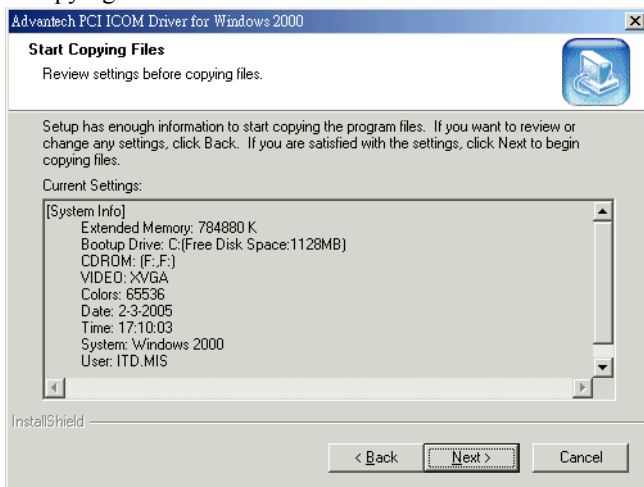 Advantech PCI ICOM Driver for Windows 2000
Start Copying Files
Review settings before copying files.
Setup has enough information to start copying the program files. If you want to review or
change any settings, click Back. If you are satisfied with the settings, click Next to begin
copying files.
Current Settings:
[System Info]
Extended Memory: 784880 K
Bootup Drive: C:(Free Disk Space:1128MB)
CDROM: (F:,F:)
VIDEO: XVGA
Colors: 65536
Date: 2-3-2005
Time: 17:10:03
System: Windows 2000
User: ITD.MIS
InstallShield
< Back
Next >
Cancel